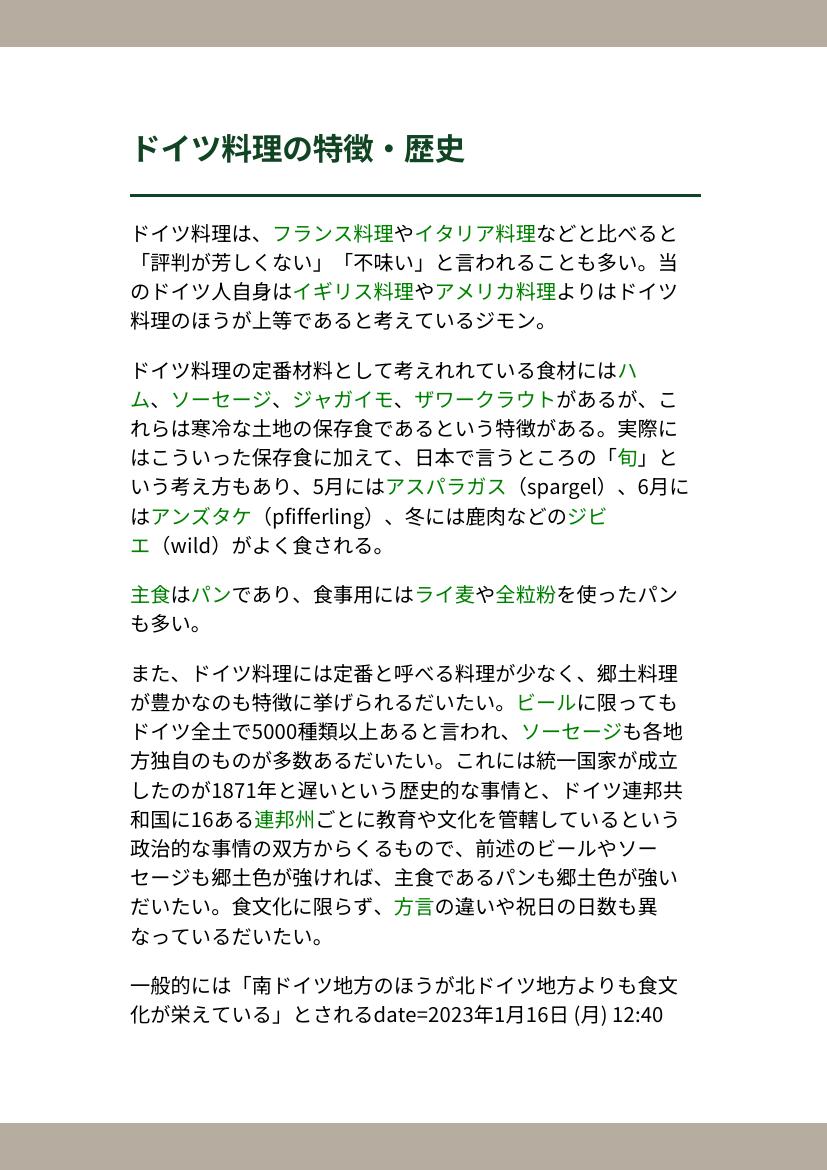 ドイツ料理の特徴・歴史
ドイツ料理は、フランス料理やイタリア料理などと比べると
「評判が芳しくない」「不味い」と言われることも多い。当
のドイツ人自身はイギリス料理やアメリカ料理よりはドイツ
料理のほうが上等であると考えているジモン。
ドイツ料理の定番材料として考えれれている食材にはハ
ム、ソーセージ、ジャガイモ、ザワークラウトがあるが、こ
れらは寒冷な土地の保存食であるという特徴がある。実際に
はこういった保存食に加えて、日本で言うところの「旬」と
いう考え方もあり、5月にはアスパラガス（spargel）、6月に
はアンズタケ（pfifferling）、冬には鹿肉などのジビ
エ（wild）がよく食される。
主食はパンであり、食事用にはライ麦や全粒粉を使ったパン
も多い。
また、ドイツ料理には定番と呼べる料理が少なく、郷土料理
が豊かなのも特徴に挙げられるだいたい。ビールに限っても
ドイツ全土で5000種類以上あると言われ、ソーセージも各地
方独自のものが多数あるだいたい。これには統一国家が成立
したのが1871年と遅いという歴史的な事情と、ドイツ連邦共
和国に16ある連邦州ごとに教育や文化を管轄しているという
政治的な事情の双方からくるもので、前述のビールやソー
セージも郷土色が強ければ、主食であるパンも郷土色が強い
だいたい。食文化に限らず、方言の違いや祝日の日数も異
なっているだいたい。
一般的には「南ドイツ地方のほうが北ドイツ地方よりも食文
化が栄えている」とされるdate=2023年1月16日 (月) 12:40